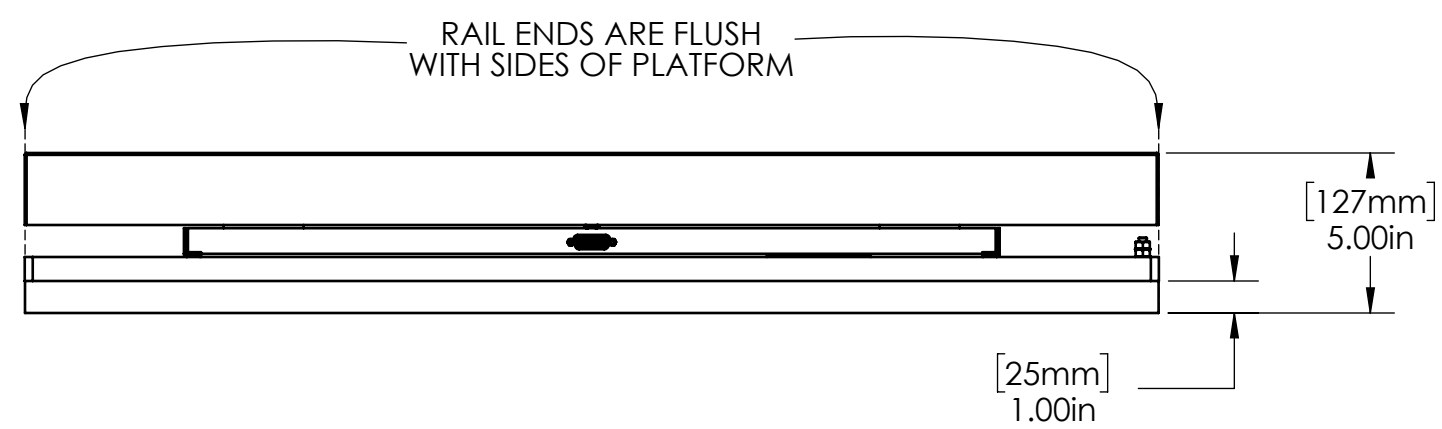 RAIL ENDS ARE FLUSH
WITH SIDES OF PLATFORM
[127mm]
5.00in
[25mm]
1.00in